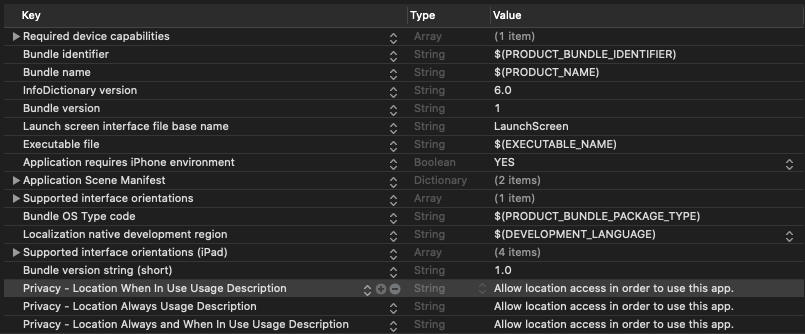 Key Type Value
Required device capabilities Array (1 item)
Bundle identifier String $(PRODUCT_BUNDLE_IDENTIFIER)
Bundle name String $(PRODUCT_NAME)
InfoDictionary version String 6.0
Bundle version String 1
Launch screen interface file base name String LaunchScreen
Executable file String $(EXECUTABLE_NAME)
Application requires iPhone environment Boolean YES
Application Scene Manifest Dictionary (2 items)
Supported interface orientations Array (1 item)
Bundle OS Type code String $(PRODUCT_BUNDLE_PACKAGE_TYPE)
Localization native development region String $(DEVELOPMENT_LANGUAGE)
Supported interface orientations (iPad) Array (4 items)
Bundle version string (short) String 1.0
Privacy - Location When In Use Usage Description String Allow location access in order to use this app.
Privacy - Location Always Usage Description String Allow location access in order to use this app.
Privacy - Location Always and When In Use Usage Description String Allow location access in order to use this app.